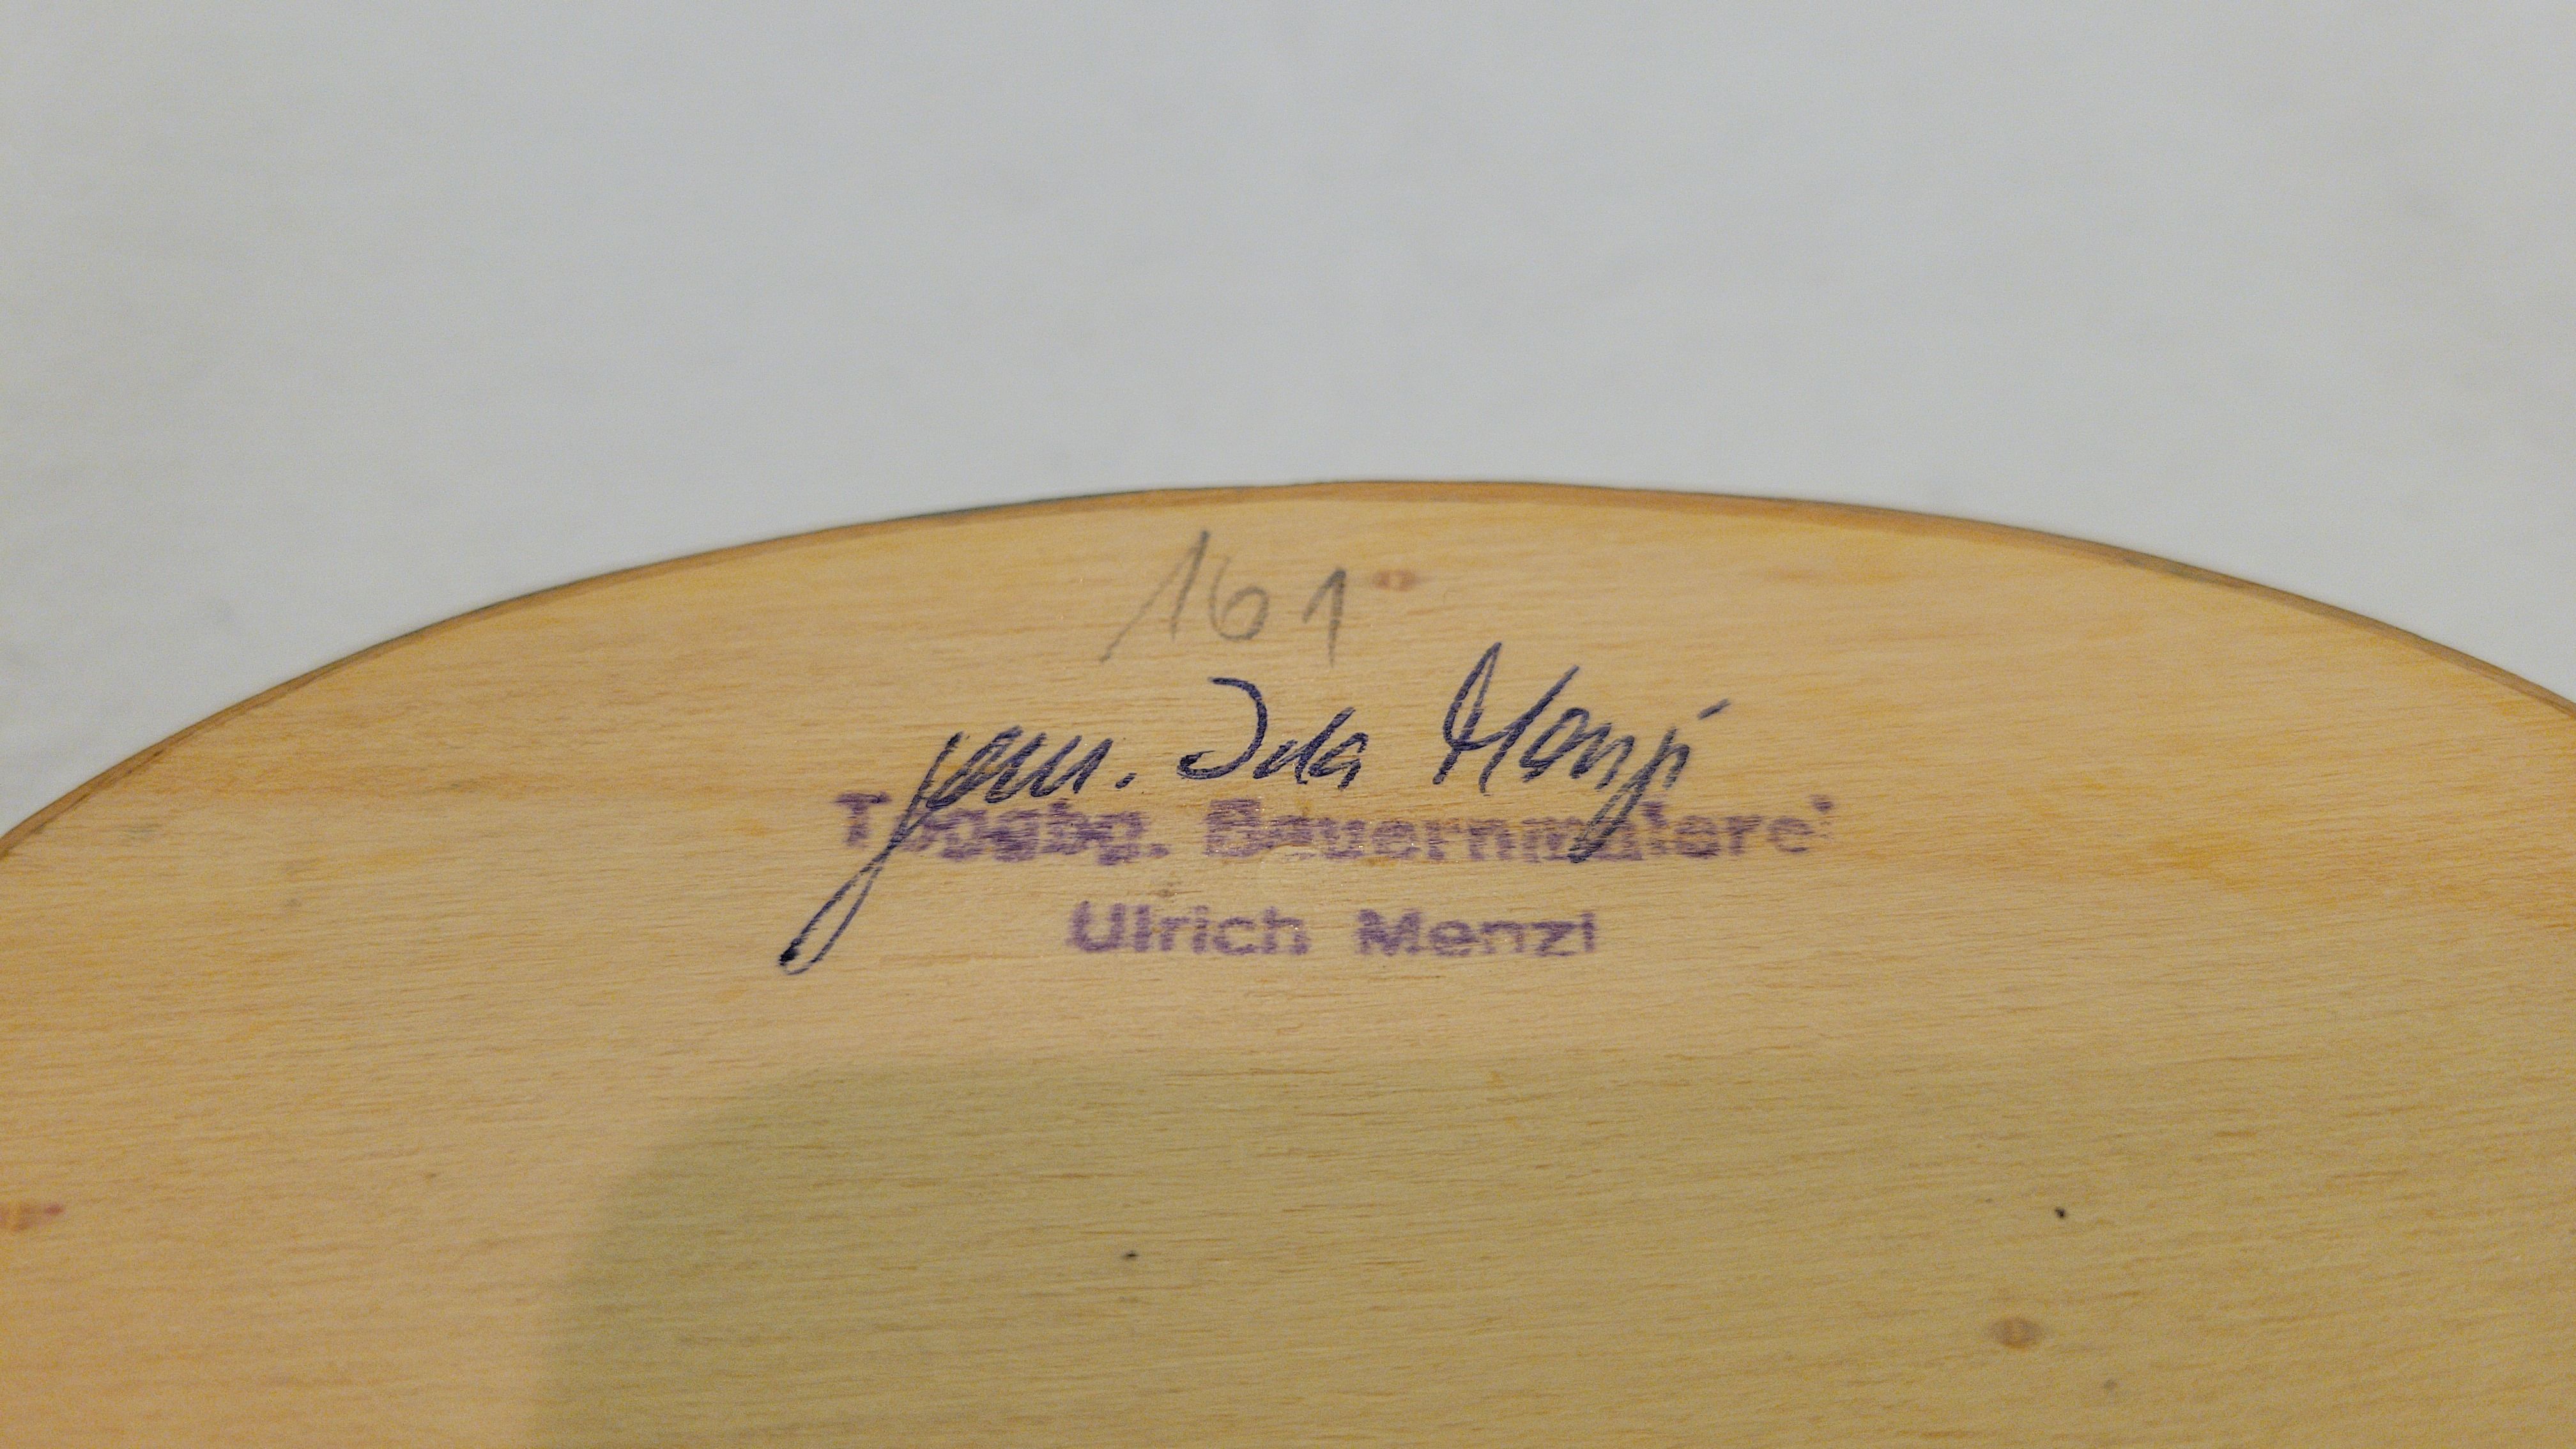 161
gem. Ida Menzi
Toggbg. Bauernmalerei
Ulrich Menzi